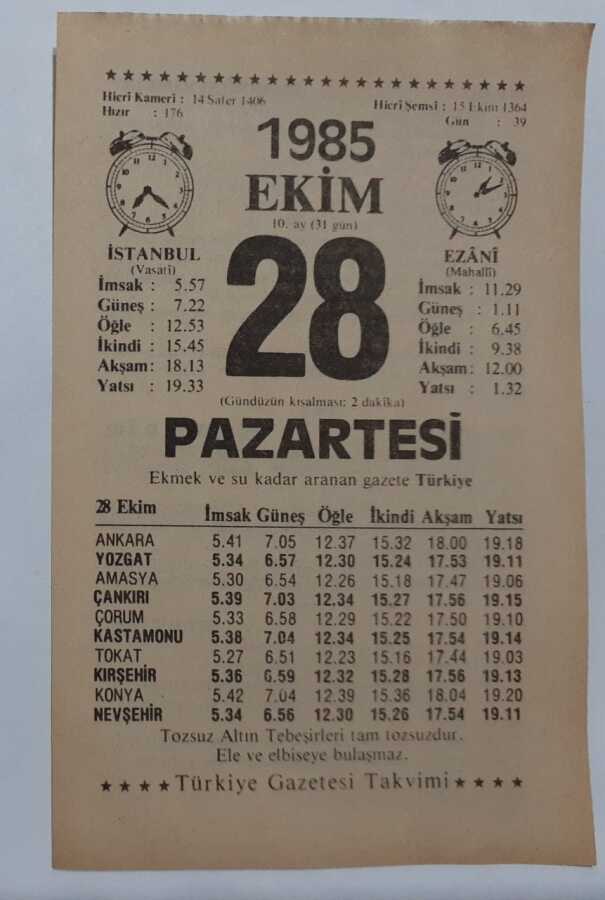 Hicrî Kamerî : 14 Safer 1406
Hızır : 176
Hicrî Şemsî : 15 Ekim 1364
Gün : 39
1985
EKİM
10. ay (31 gün)
28
İSTANBUL
(Vasatî)
İmsak : 5.57
Güneş : 7.22
Öğle : 12.53
İkindi : 15.45
Akşam: 18.13
Yatsı : 19.33
EZÂNÎ
(Mahallî)
İmsak : 11.29
Güneş : 1.11
Öğle : 6.45
İkindi : 9.38
Akşam: 12.00
Yatsı : 1.32
(Gündüzün kısalması: 2 dakika)
PAZARTESİ
Ekmek ve su kadar aranan gazete Türkiye
28 Ekim İmsak Güneş Öğle İkindi Akşam Yatsı
ANKARA 5.41 7.05 12.37 15.32 18.00 19.18
YOZGAT 5.34 6.57 12.30 15.24 17.53 19.11
AMASYA 5.30 6.54 12.26 15.18 17.47 19.06
ÇANKIRI 5.39 7.03 12.34 15.27 17.56 19.15
ÇORUM 5.33 6.58 12.29 15.22 17.50 19.10
KASTAMONU 5.38 7.04 12.34 15.25 17.54 19.14
TOKAT 5.27 6.51 12.23 15.16 17.44 19.03
KIRŞEHİR 5.36 6.59 12.32 15.28 17.56 19.13
KONYA 5.42 7.04 12.39 15.36 18.04 19.20
NEVŞEHİR 5.34 6.56 12.30 15.26 17.54 19.11
Tozsuz Altın Tebeşirleri tam tozsuzdur.
Ele ve elbiseye bulaşmaz.
★ ★ ★ ★ Türkiye Gazetesi Takvimi ★ ★ ★ ★